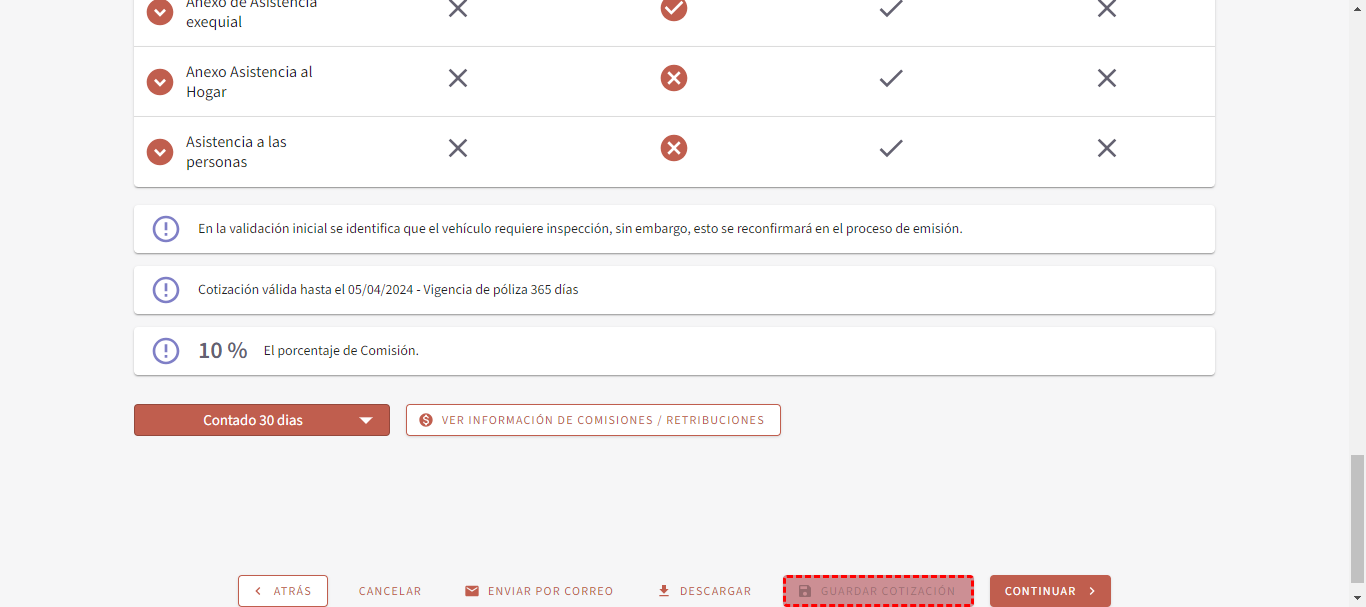 Anexo de Asistencia
exequial
Anexo Asistencia al
Hogar
Asistencia a las
personas
En la validación inicial se identifica que el vehículo requiere inspección, sin embargo, esto se reconfirmará en el proceso de emisión.
Cotización válida hasta el 05/04/2024 - Vigencia de póliza 365 días
10 % El porcentaje de Comisión.
Contado 30 dias
VER INFORMACIÓN DE COMISIONES / RETRIBUCIONES
ATRÁS CANCELAR ENVIAR POR CORREO DESCARGAR GUARDAR COTIZACIÓN CONTINUAR